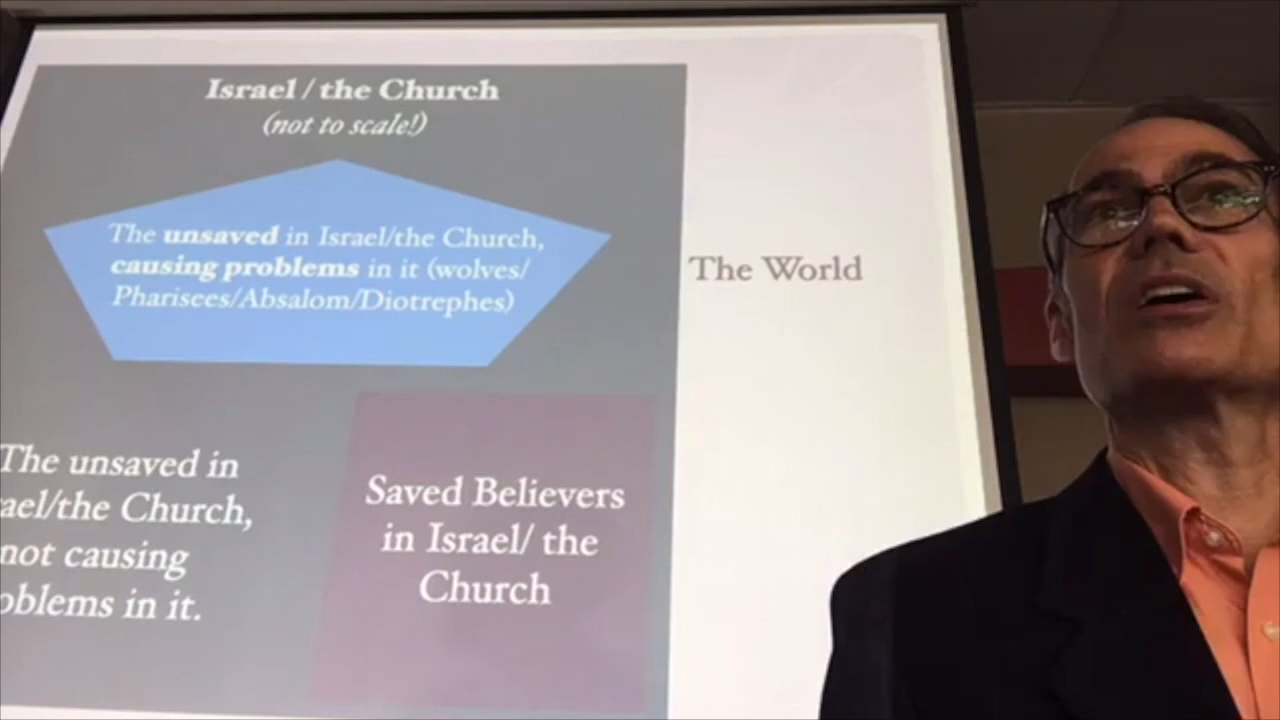 Israel / the Church
(not to scale!)
The unsaved in Israel/the Church,
causing problems in it (wolves/
Pharisees/Absalom/Diotrephes)
The World
The unsaved in
rael/the Church,
not causing
oblems in it.
Saved Believers
in Israel/ the
Church